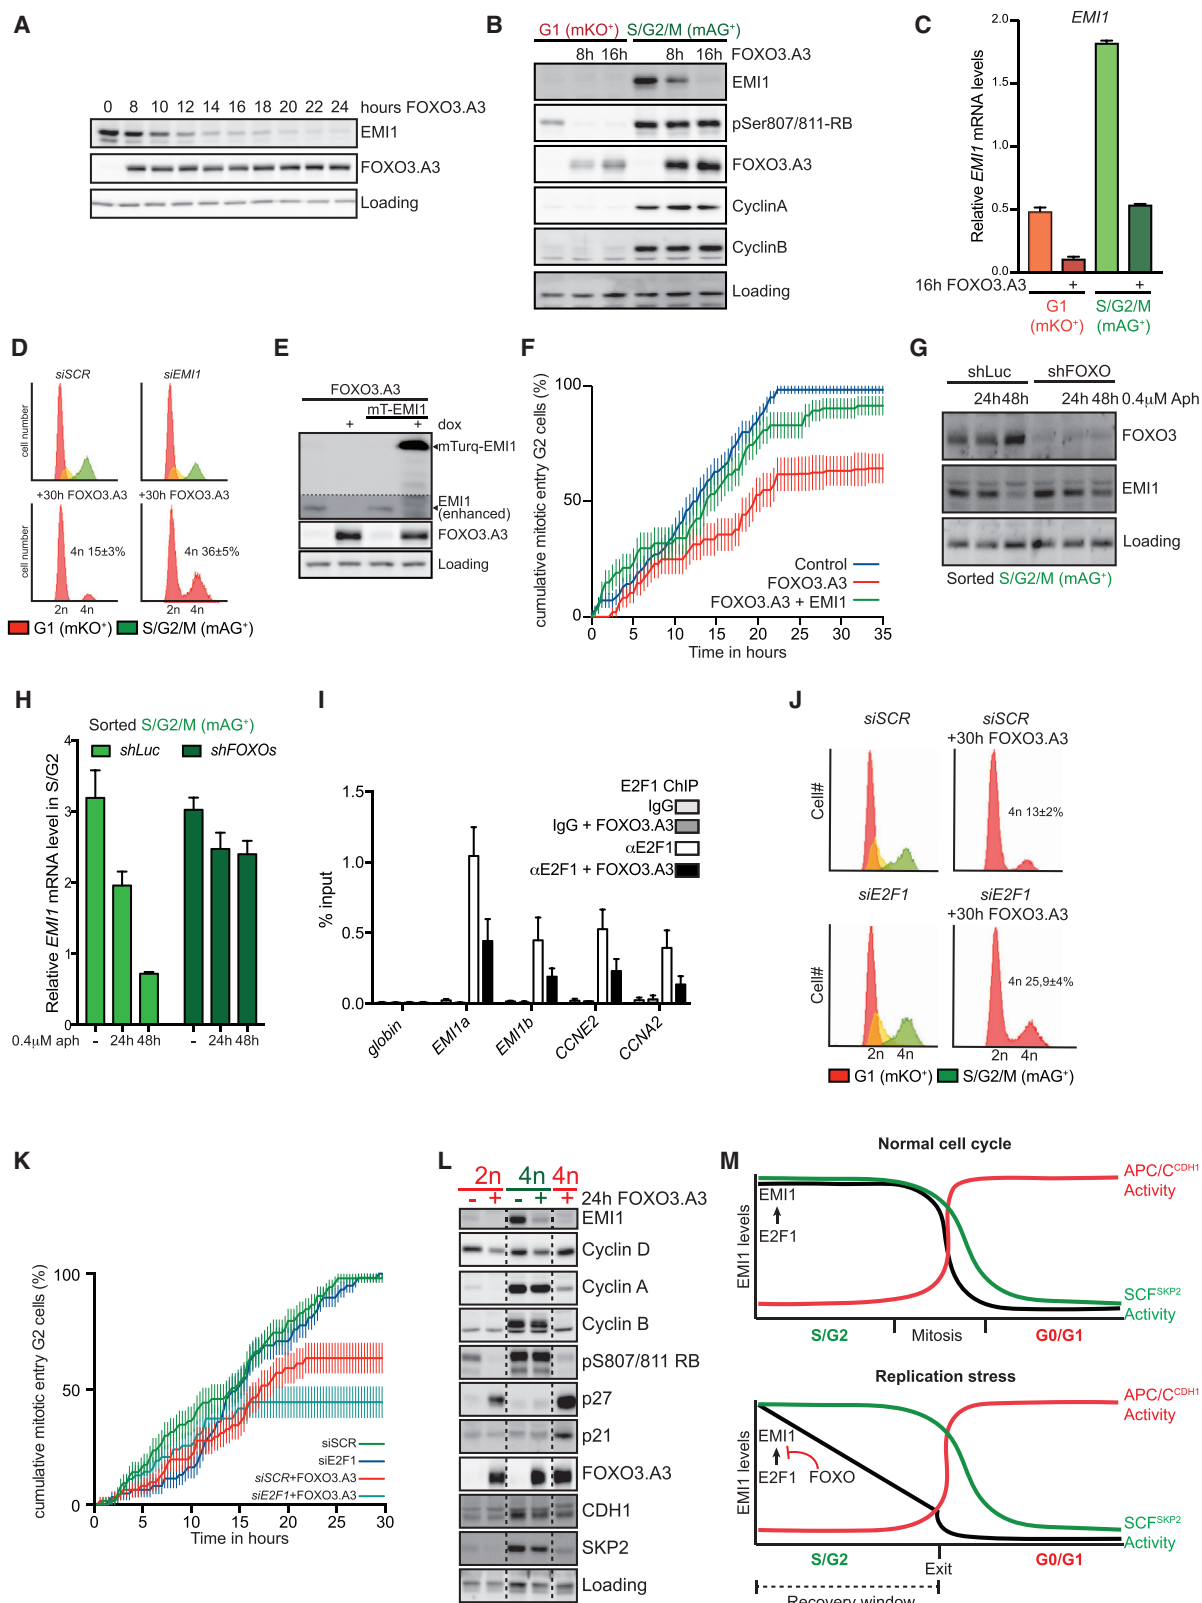 A
0 8 10 12 14 16 18 20 22 24 hours FOXO3.A3
EMI1
FOXO3.A3
Loading
B
G1 (mKO+) S/G2/M (mAG+)
8h 16h 8h 16h FOXO3.A3
EMI1
pSer807/811-RB
FOXO3.A3
CyclinA
CyclinB
Loading
C
EMI1
Relative EMI1 mRNA levels
2.0
1.5
1.0
0.5
0.0
16h FOXO3.A3 + +
G1 (mKO+)
S/G2/M (mAG+)
D
siSCR siEMI1
cell number
+30h FOXO3.A3 +30h FOXO3.A3
cell number
4n 15±3% 4n 36±5%
2n 4n 2n 4n
G1 (mKO+) S/G2/M (mAG+)
E
FOXO3.A3
mT-EMI1
+ + dox
mTurq-EMI1
EMI1
(enhanced)
FOXO3.A3
Loading
F
cumulative mitotic entry G2 cells (%)
100
50
0
Control
FOXO3.A3
FOXO3.A3 + EMI1
0 5 10 15 20 25 30 35
Time in hours
G
shLuc shFOXO
24h 48h 24h 48h 0.4µM Aph
FOXO3
EMI1
Loading
Sorted S/G2/M (mAG+)
H
Sorted S/G2/M (mAG+)
shLuc shFOXOs
Relative EMI1 mRNA level in S/G2
4
3
2
1
0
0.4µM aph - 24h 48h - 24h 48h
I
E2F1 ChIP
IgG
IgG + FOXO3.A3
αE2F1
αE2F1 + FOXO3.A3
% input
1.5
1.0
0.5
0.0
globin EMI1a EMI1b CCNE2 CCNA2
J
siSCR siSCR
+30h FOXO3.A3
Cell#
4n 13±2%
siE2F1 siE2F1
+30h FOXO3.A3
Cell#
4n 25,9±4%
2n 4n 2n 4n
G1 (mKO+) S/G2/M (mAG+)
K
cumulative mitotic entry G2 cells (%)
100
50
0
siSCR
siE2F1
siSCR+FOXO3.A3
siE2F1+FOXO3.A3
0 5 10 15 20 25 30
Time in hours
L
2n 4n 4n
- + - + + 24h FOXO3.A3
EMI1
Cyclin D
Cyclin A
Cyclin B
pS807/811 RB
p27
p21
FOXO3.A3
CDH1
SKP2
Loading
M
Normal cell cycle
EMI1 levels
EMI1
E2F1
APC/C^CDH1
Activity
SCF^SKP2
Activity
S/G2 Mitosis G0/G1
Replication stress
EMI1 levels
EMI1
E2F1 FOXO
APC/C^CDH1
Activity
SCF^SKP2
Activity
S/G2 G0/G1
Exit
Recovery window